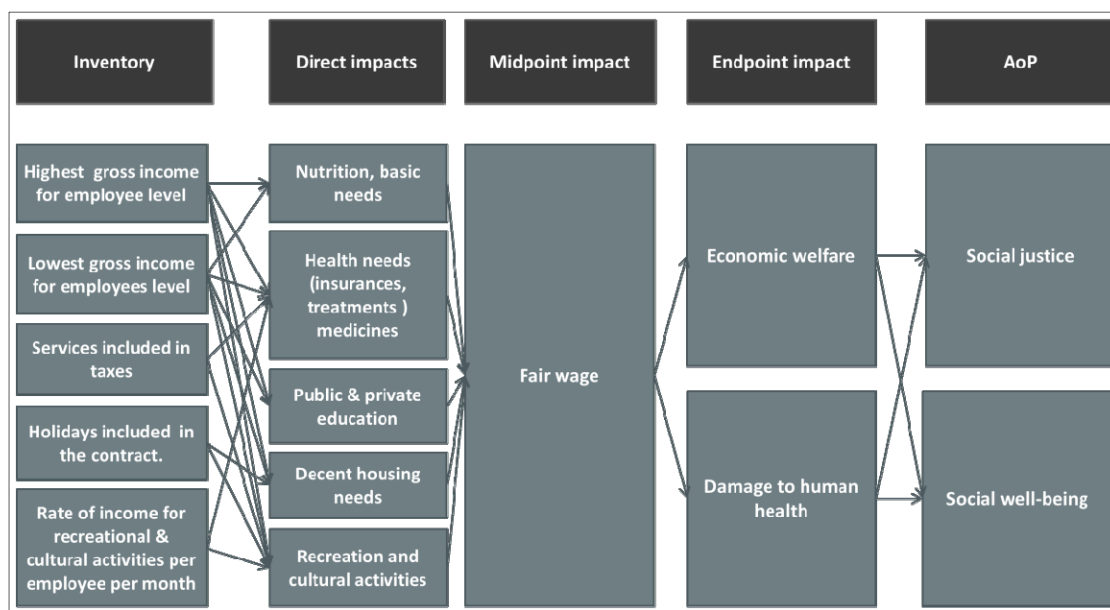 Inventory
Direct impacts
Midpoint impact
Endpoint impact
AoP
Highest gross income
for employee level
Lowest gross income
for employees level
Services included in
taxes
Holidays included in
the contract.
Rate of income for
recreational &
cultural activities per
employee per month
Nutrition, basic
needs
Health needs
(insurances,
treatments )
medicines
Public & private
education
Decent housing
needs
Recreation and
cultural activities
Fair wage
Economic welfare
Damage to human
health
Social justice
Social well-being